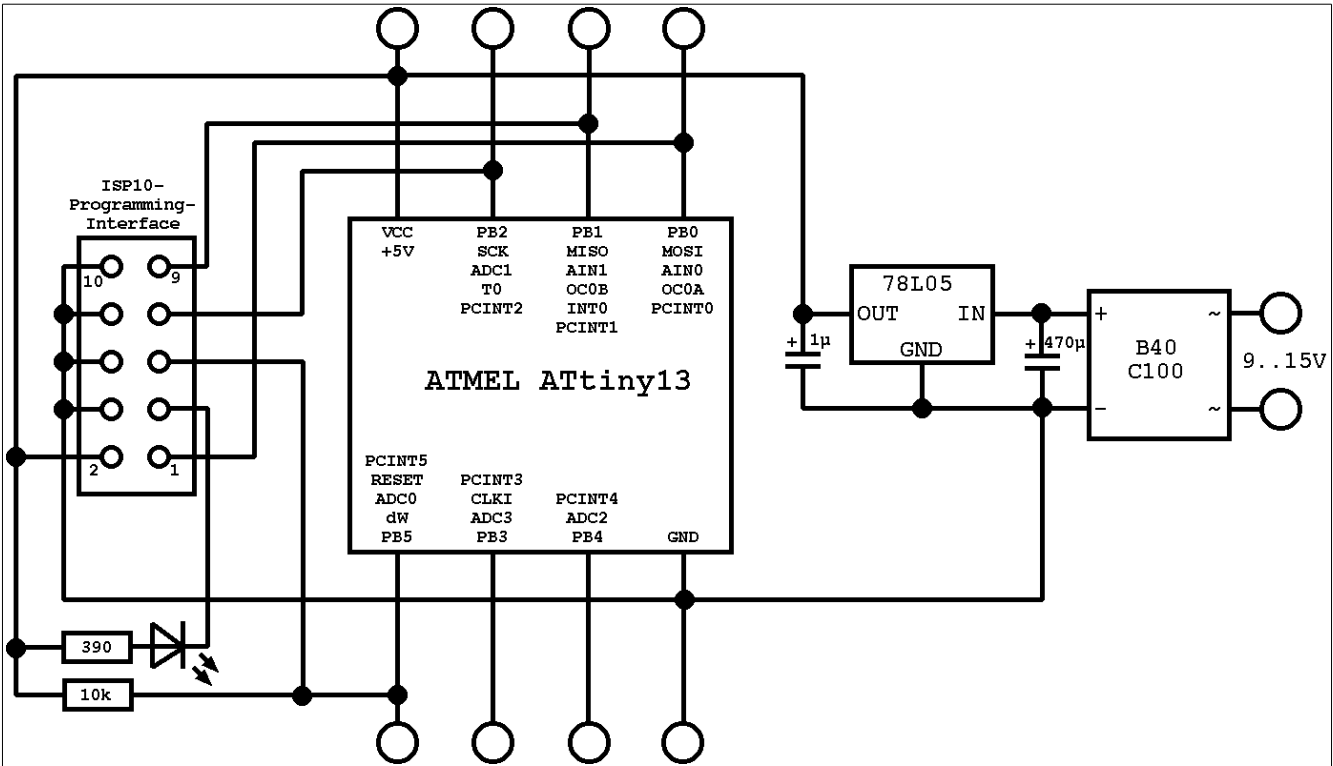 ISP10-
Programming-
Interface
10
9
2
1
VCC
+5V
PB2
SCK
ADC1
T0
PCINT2
PB1
MISO
AIN1
OC0B
INT0
PCINT1
PB0
MOSI
AIN0
OC0A
PCINT0
ATMEL ATtiny13
PCINT5
RESET
ADC0
dW
PB5
PCINT3
CLKI
ADC3
PB3
PCINT4
ADC2
PB4
GND
78L05
OUT
IN
GND
+ 1µ
+ 470µ
+
~
B40
C100
-
~
9..15V
390
10k